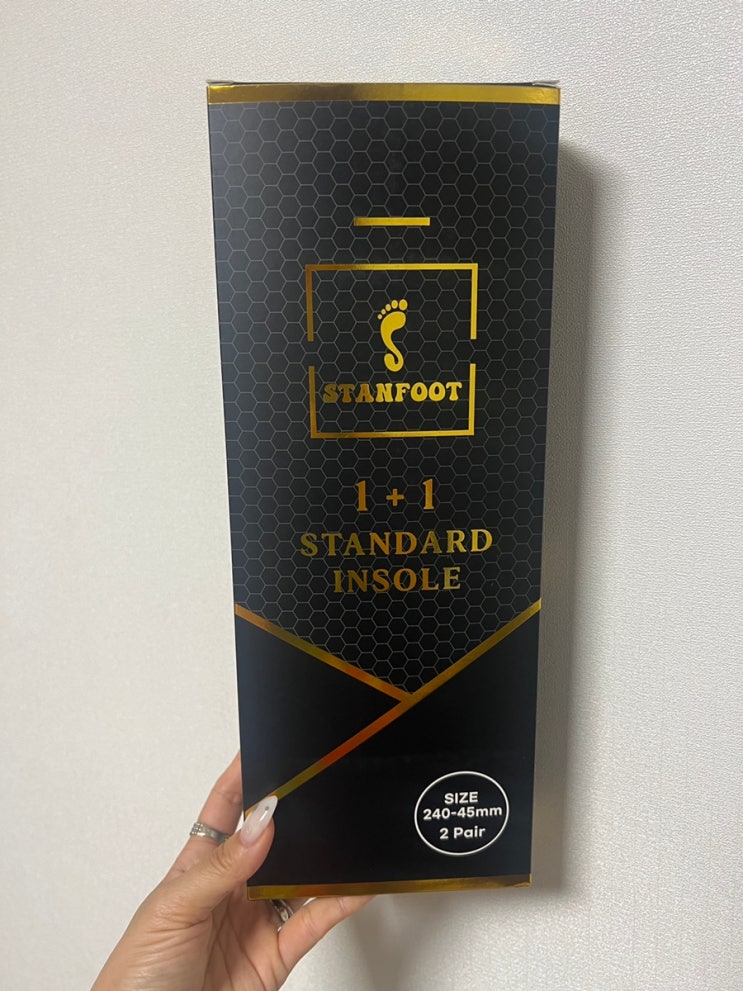 STANFOOT
1 + 1
STANDARD
INSOLE
SIZE
240-45mm
2 Pair